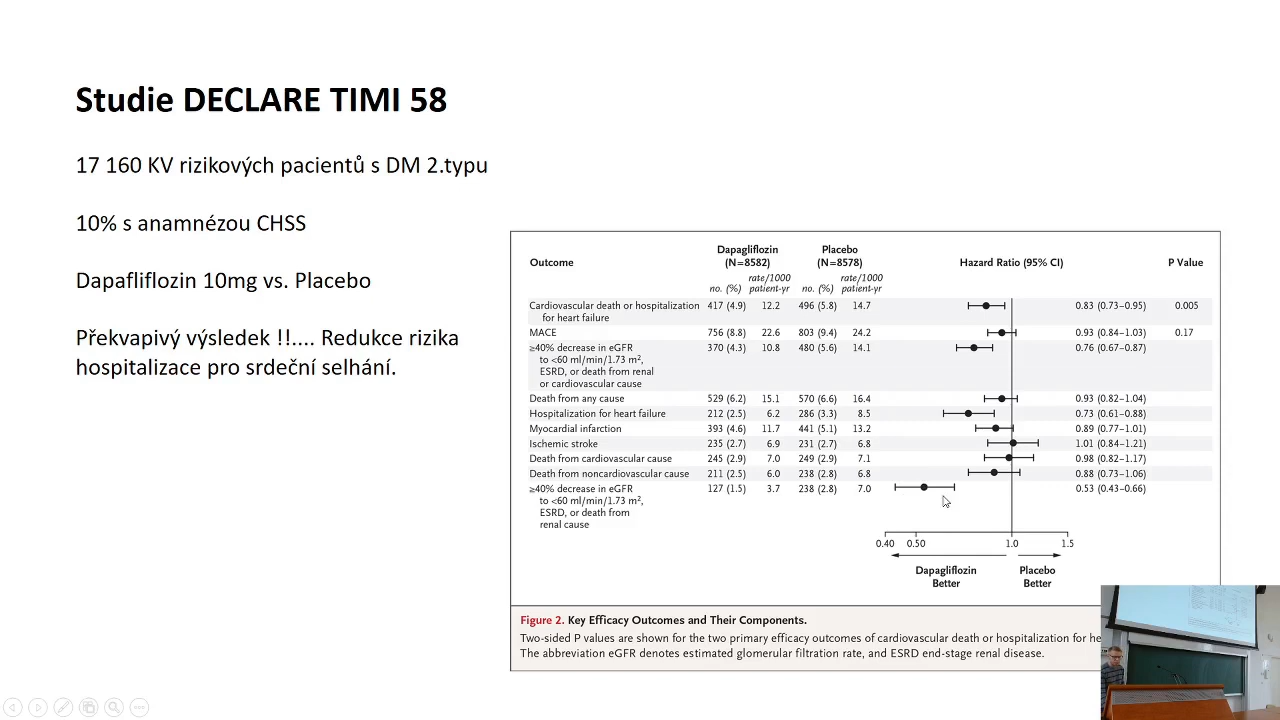 Studie DECLARE TIMI 58
17 160 KV rizikových pacientů s DM 2.typu
10% s anamnézou CHSS
Dapafliflozin 10mg vs. Placebo
Překvapivý výsledek !!.... Redukce rizika
hospitalizace pro srdeční selhání.
Outcome Dapagliflozin (N=8582) Placebo (N=8578) Hazard Ratio (95% CI) P Value
no. (%) rate/1000 patient-yr no. (%) rate/1000 patient-yr
Cardiovascular death or hospitalization 417 (4.9) 12.2 496 (5.8) 14.7 0.83 (0.73–0.95) 0.005
for heart failure
MACE 756 (8.8) 22.6 803 (9.4) 24.2 0.93 (0.84–1.03) 0.17
≥40% decrease in eGFR 370 (4.3) 10.8 480 (5.6) 14.1 0.76 (0.67–0.87)
to <60 ml/min/1.73 m², 
ESRD, or death from renal
or cardiovascular cause
Death from any cause 529 (6.2) 15.1 570 (6.6) 16.4 0.93 (0.82–1.04)
Hospitalization for heart failure 212 (2.5) 6.2 286 (3.3) 8.5 0.73 (0.61–0.88)
Myocardial infarction 393 (4.6) 11.7 441 (5.1) 13.2 0.89 (0.77–1.01)
Ischemic stroke 235 (2.7) 6.9 231 (2.7) 6.8 1.01 (0.84–1.21)
Death from cardiovascular cause 245 (2.9) 7.0 249 (2.9) 7.1 0.98 (0.82–1.17)
Death from noncardiovascular cause 211 (2.5) 6.0 238 (2.8) 6.8 0.88 (0.73–1.06)
≥40% decrease in eGFR 127 (1.5) 3.7 238 (2.8) 7.0 0.53 (0.43–0.66)
to <60 ml/min/1.73 m²,
ESRD, or death from
renal cause
0.40 0.50 1.0 1.5
Dapagliflozin Placebo
Better Better
Figure 2. Key Efficacy Outcomes and Their Components.
Two-sided P values are shown for the two primary efficacy outcomes of cardiovascular death or hospitalization for he
The abbreviation eGFR denotes estimated glomerular filtration rate, and ESRD end-stage renal disease.